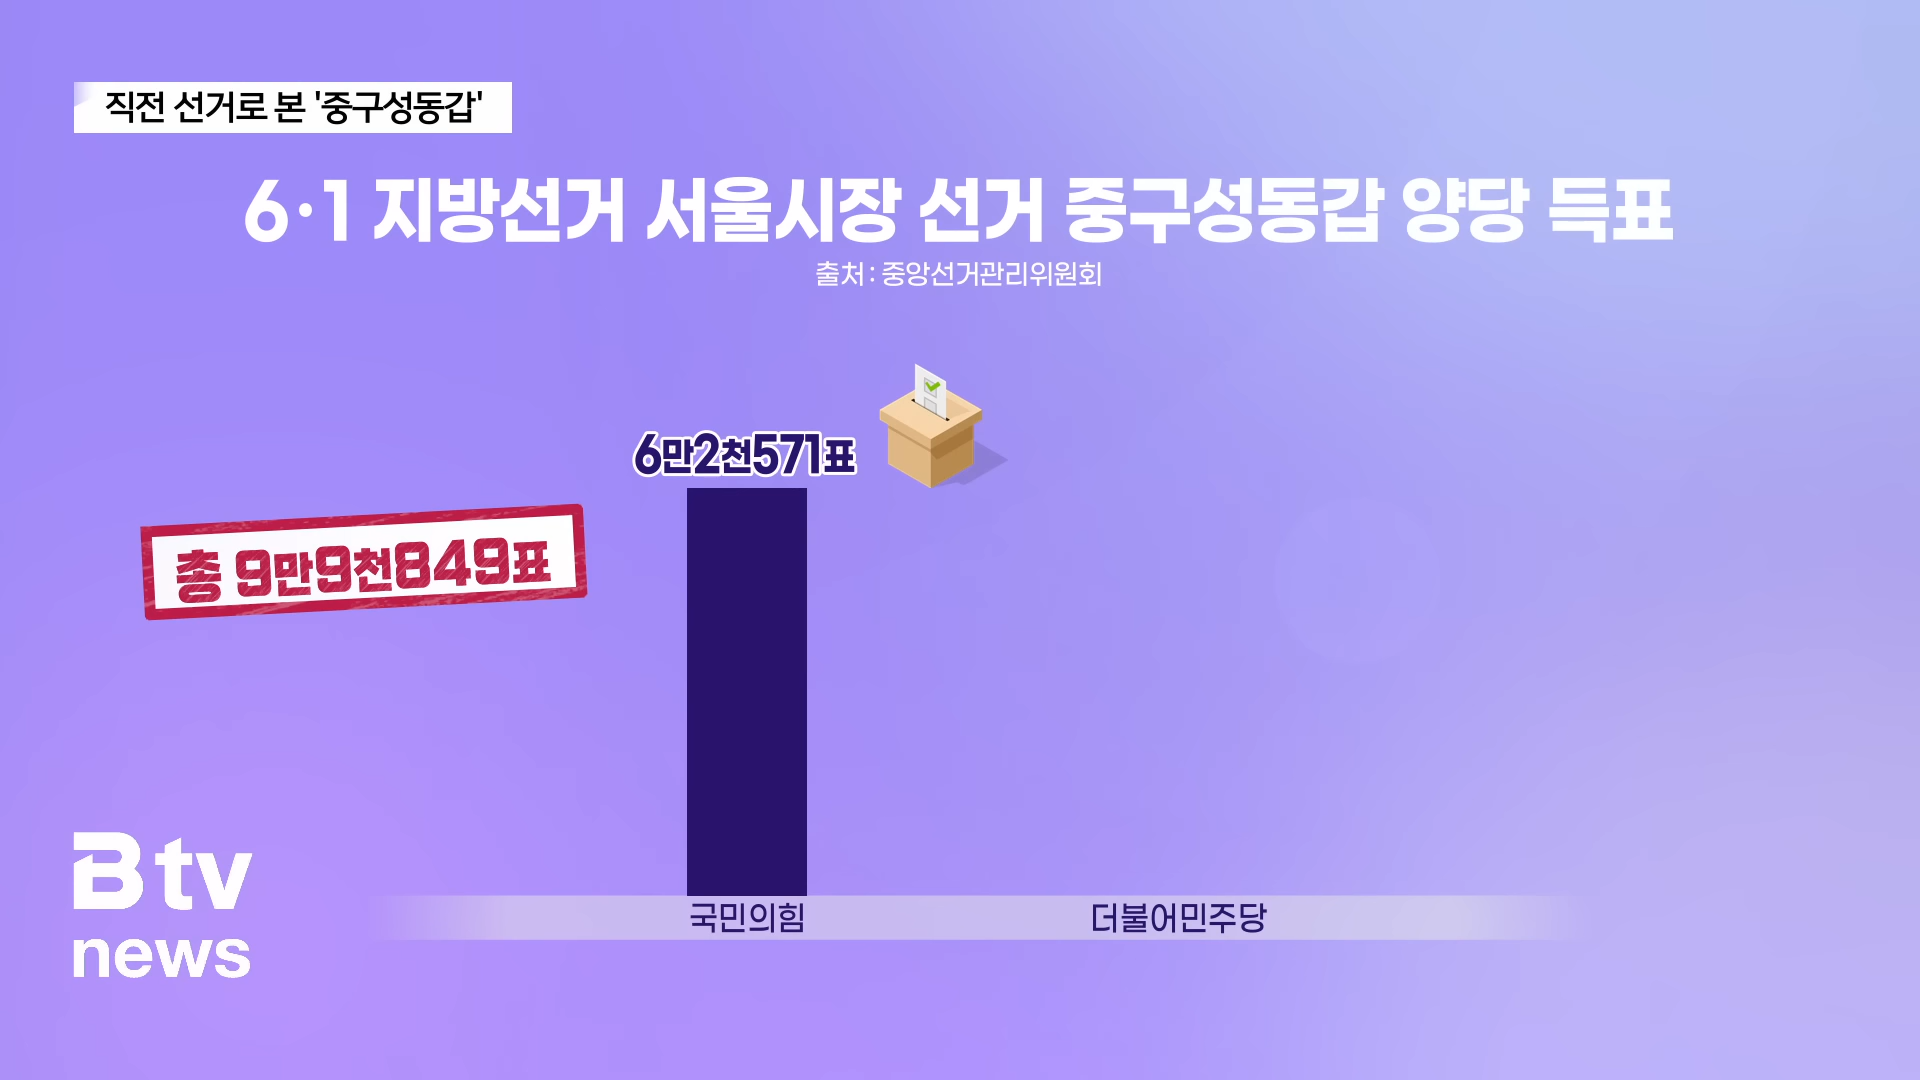 직전 선거로 본 '중구성동갑'
6·1 지방선거 서울시장 선거 중구성동갑 양당 득표
출처 : 중앙선거관리위원회
6만2천571표
총 9만9천849표
국민의힘
더불어민주당
B tv
news